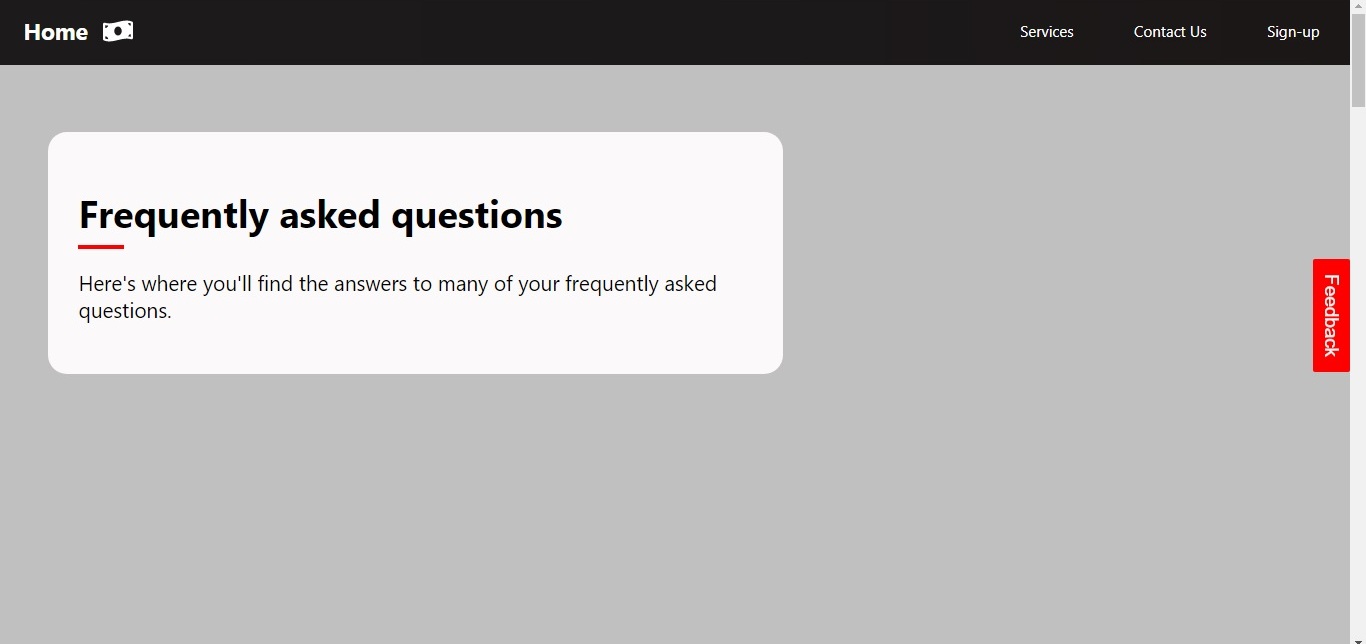 Home
Services
Contact Us
Sign-up
Frequently asked questions
Here's where you'll find the answers to many of your frequently asked
questions.
Feedback